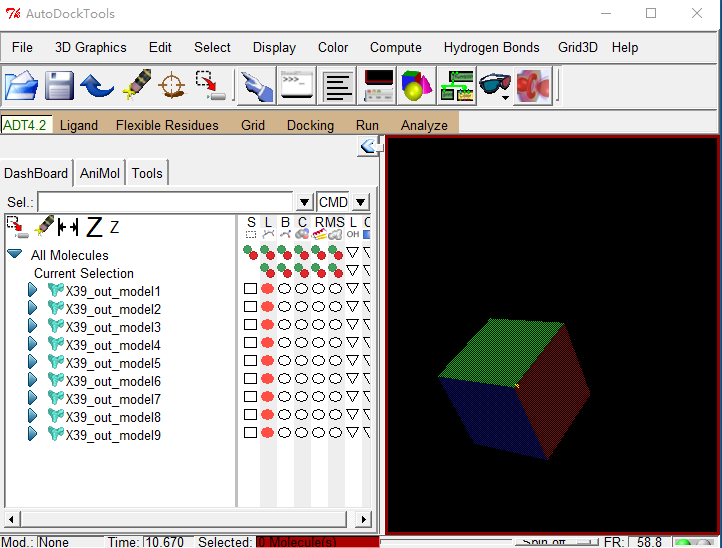 AutoDockTools
File 3D Graphics Edit Select Display Color Compute Hydrogen Bonds Grid3D Help
ADT4.2 Ligand Flexible Residues Grid Docking Run Analyze
DashBoard AniMol Tools
Sel.: CMD
Z Z S L B C R MS L C
OH
All Molecules
Current Selection
X39_out_model1
X39_out_model2
X39_out_model3
X39_out_model4
X39_out_model5
X39_out_model6
X39_out_model7
X39_out_model8
X39_out_model9
Mod.: None Time: 10.670 Selected: 0 Molecule(s) Spin off FR: 58.8